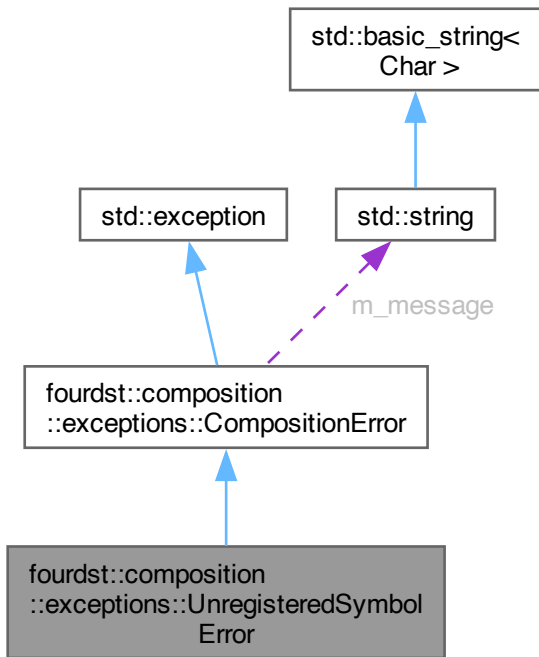 std::basic_string<
Char >
std::exception
std::string
m_message
fourdst::composition
::exceptions::CompositionError
fourdst::composition
::exceptions::UnregisteredSymbol
Error